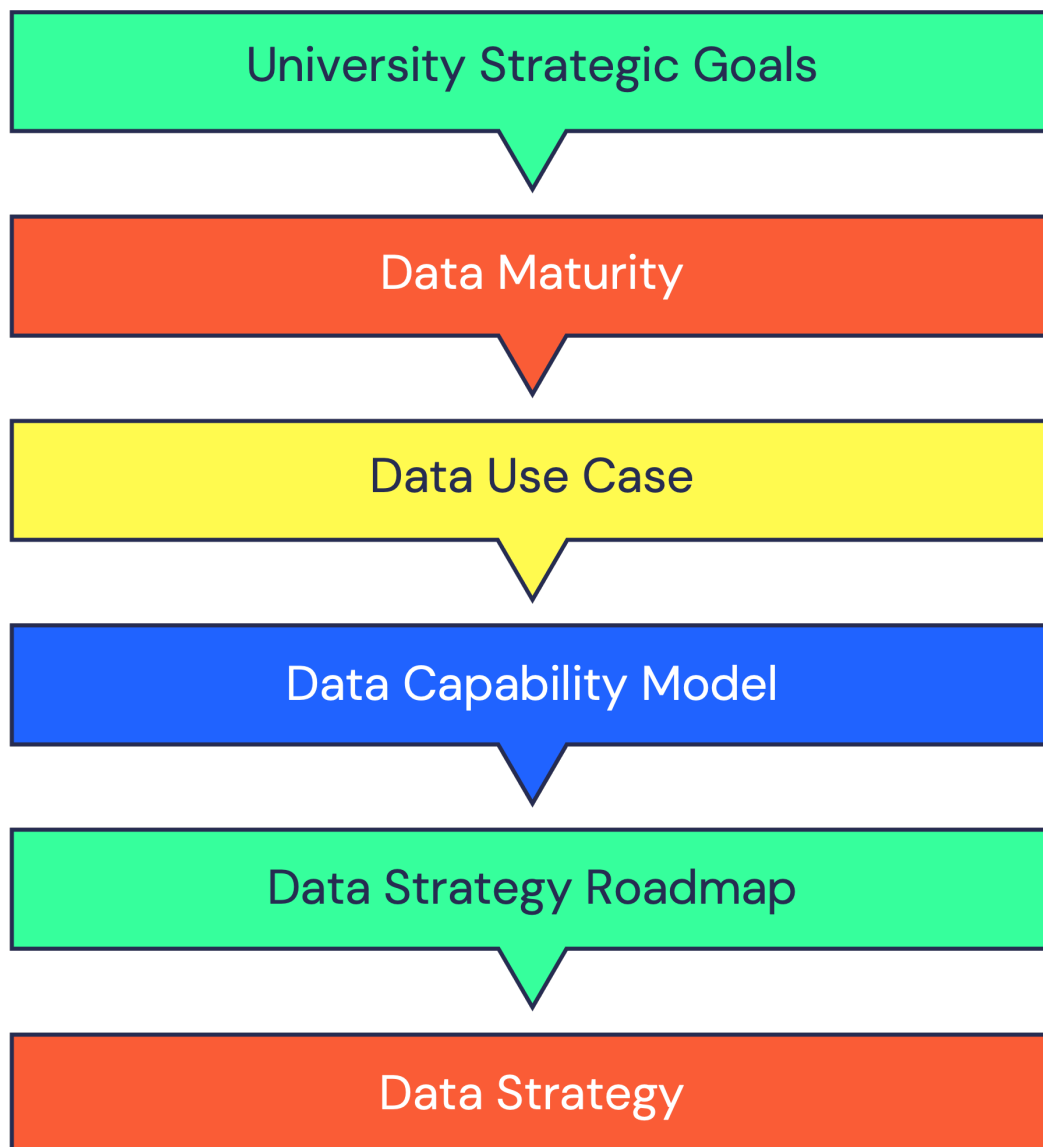 University Strategic Goals
Data Maturity
Data Use Case
Data Capability Model
Data Strategy Roadmap
Data Strategy